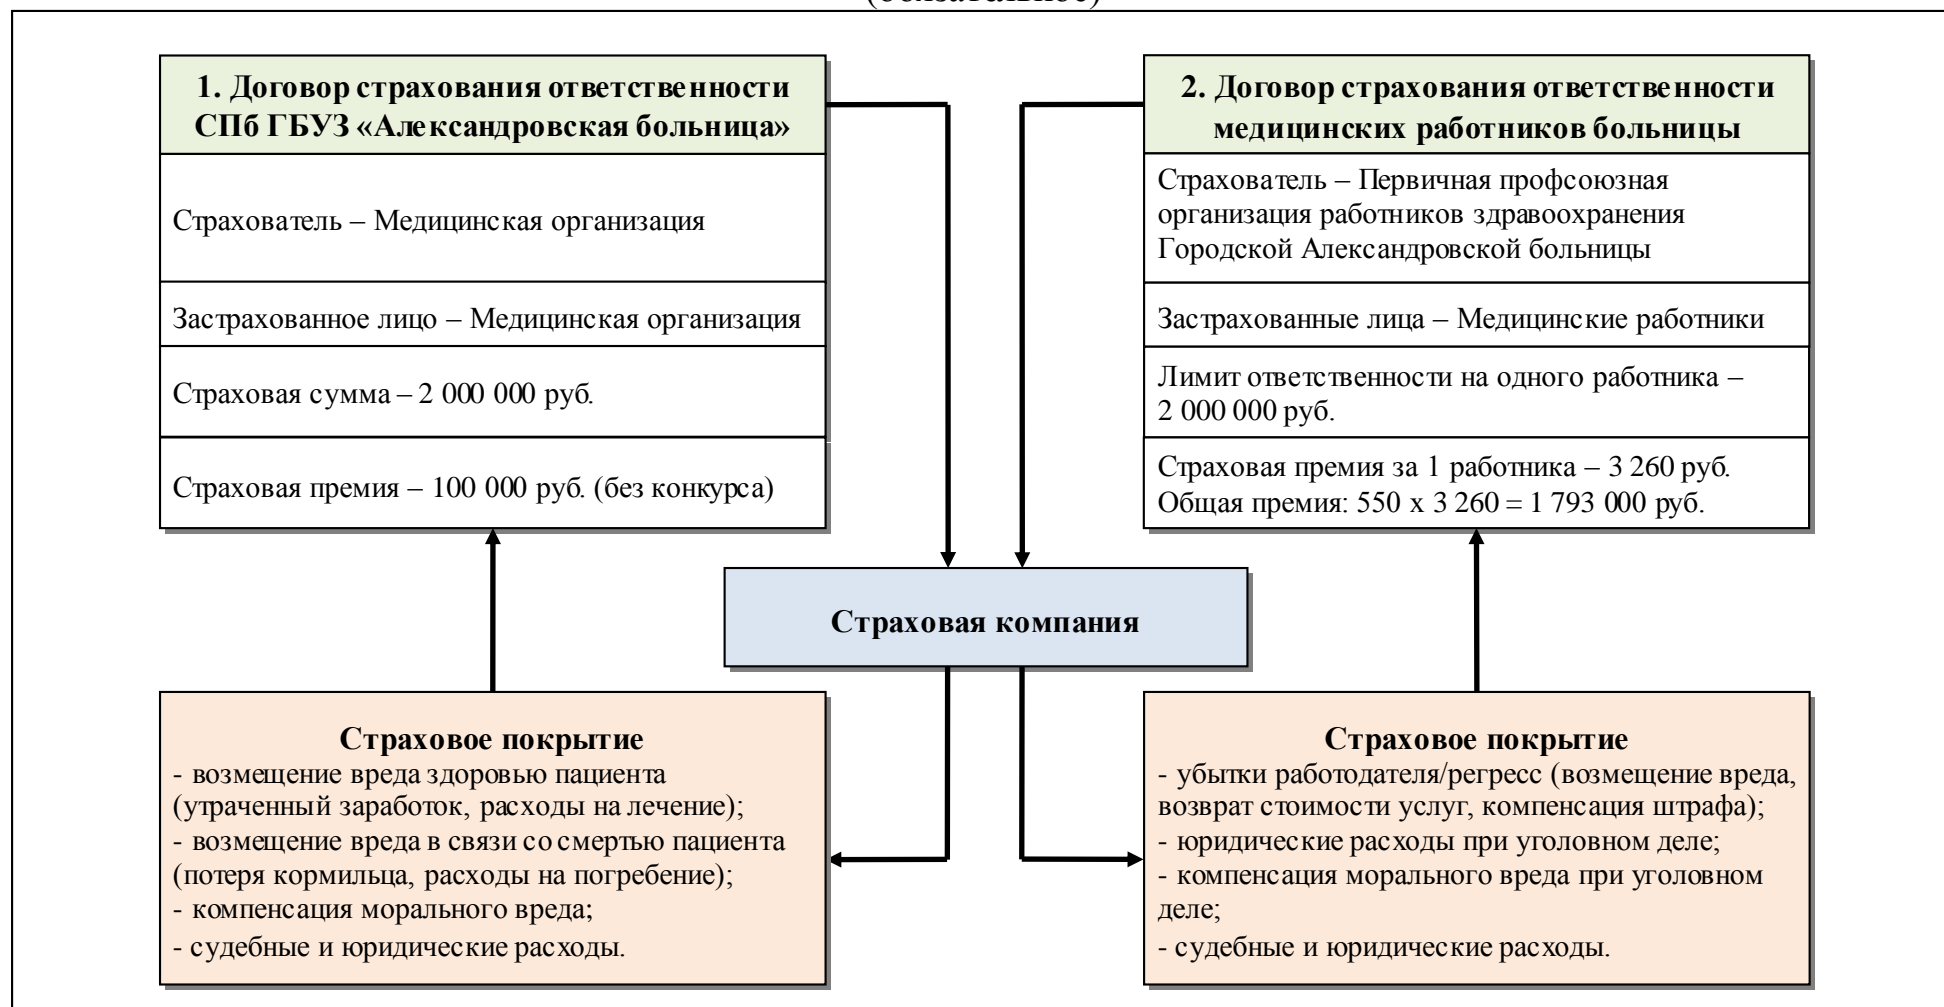 (обязательное)
1. Договор страхования ответственности
СПб ГБУЗ «Александровская больница»
Страхователь – Медицинская организация
Застрахованное лицо – Медицинская организация
Страховая сумма – 2 000 000 руб.
Страховая премия – 100 000 руб. (без конкурса)
2. Договор страхования ответственности
медицинских работников больницы
Страхователь – Первичная профсоюзная
организация работников здравоохранения
Городской Александровской больницы
Застрахованные лица – Медицинские работники
Лимит ответственности на одного работника –
2 000 000 руб.
Страховая премия за 1 работника – 3 260 руб.
Общая премия: 550 х 3 260 = 1 793 000 руб.
Страховая компания
Страховое покрытие
- возмещение вреда здоровью пациента
(утраченный заработок, расходы на лечение);
- возмещение вреда в связи со смертью пациента
(потеря кормильца, расходы на погребение);
- компенсация морального вреда;
- судебные и юридические расходы.
Страховое покрытие
- убытки работодателя/регресс (возмещение вреда,
возврат стоимости услуг, компенсация штрафа);
- юридические расходы при уголовном деле;
- компенсация морального вреда при уголовном
деле;
- судебные и юридические расходы.